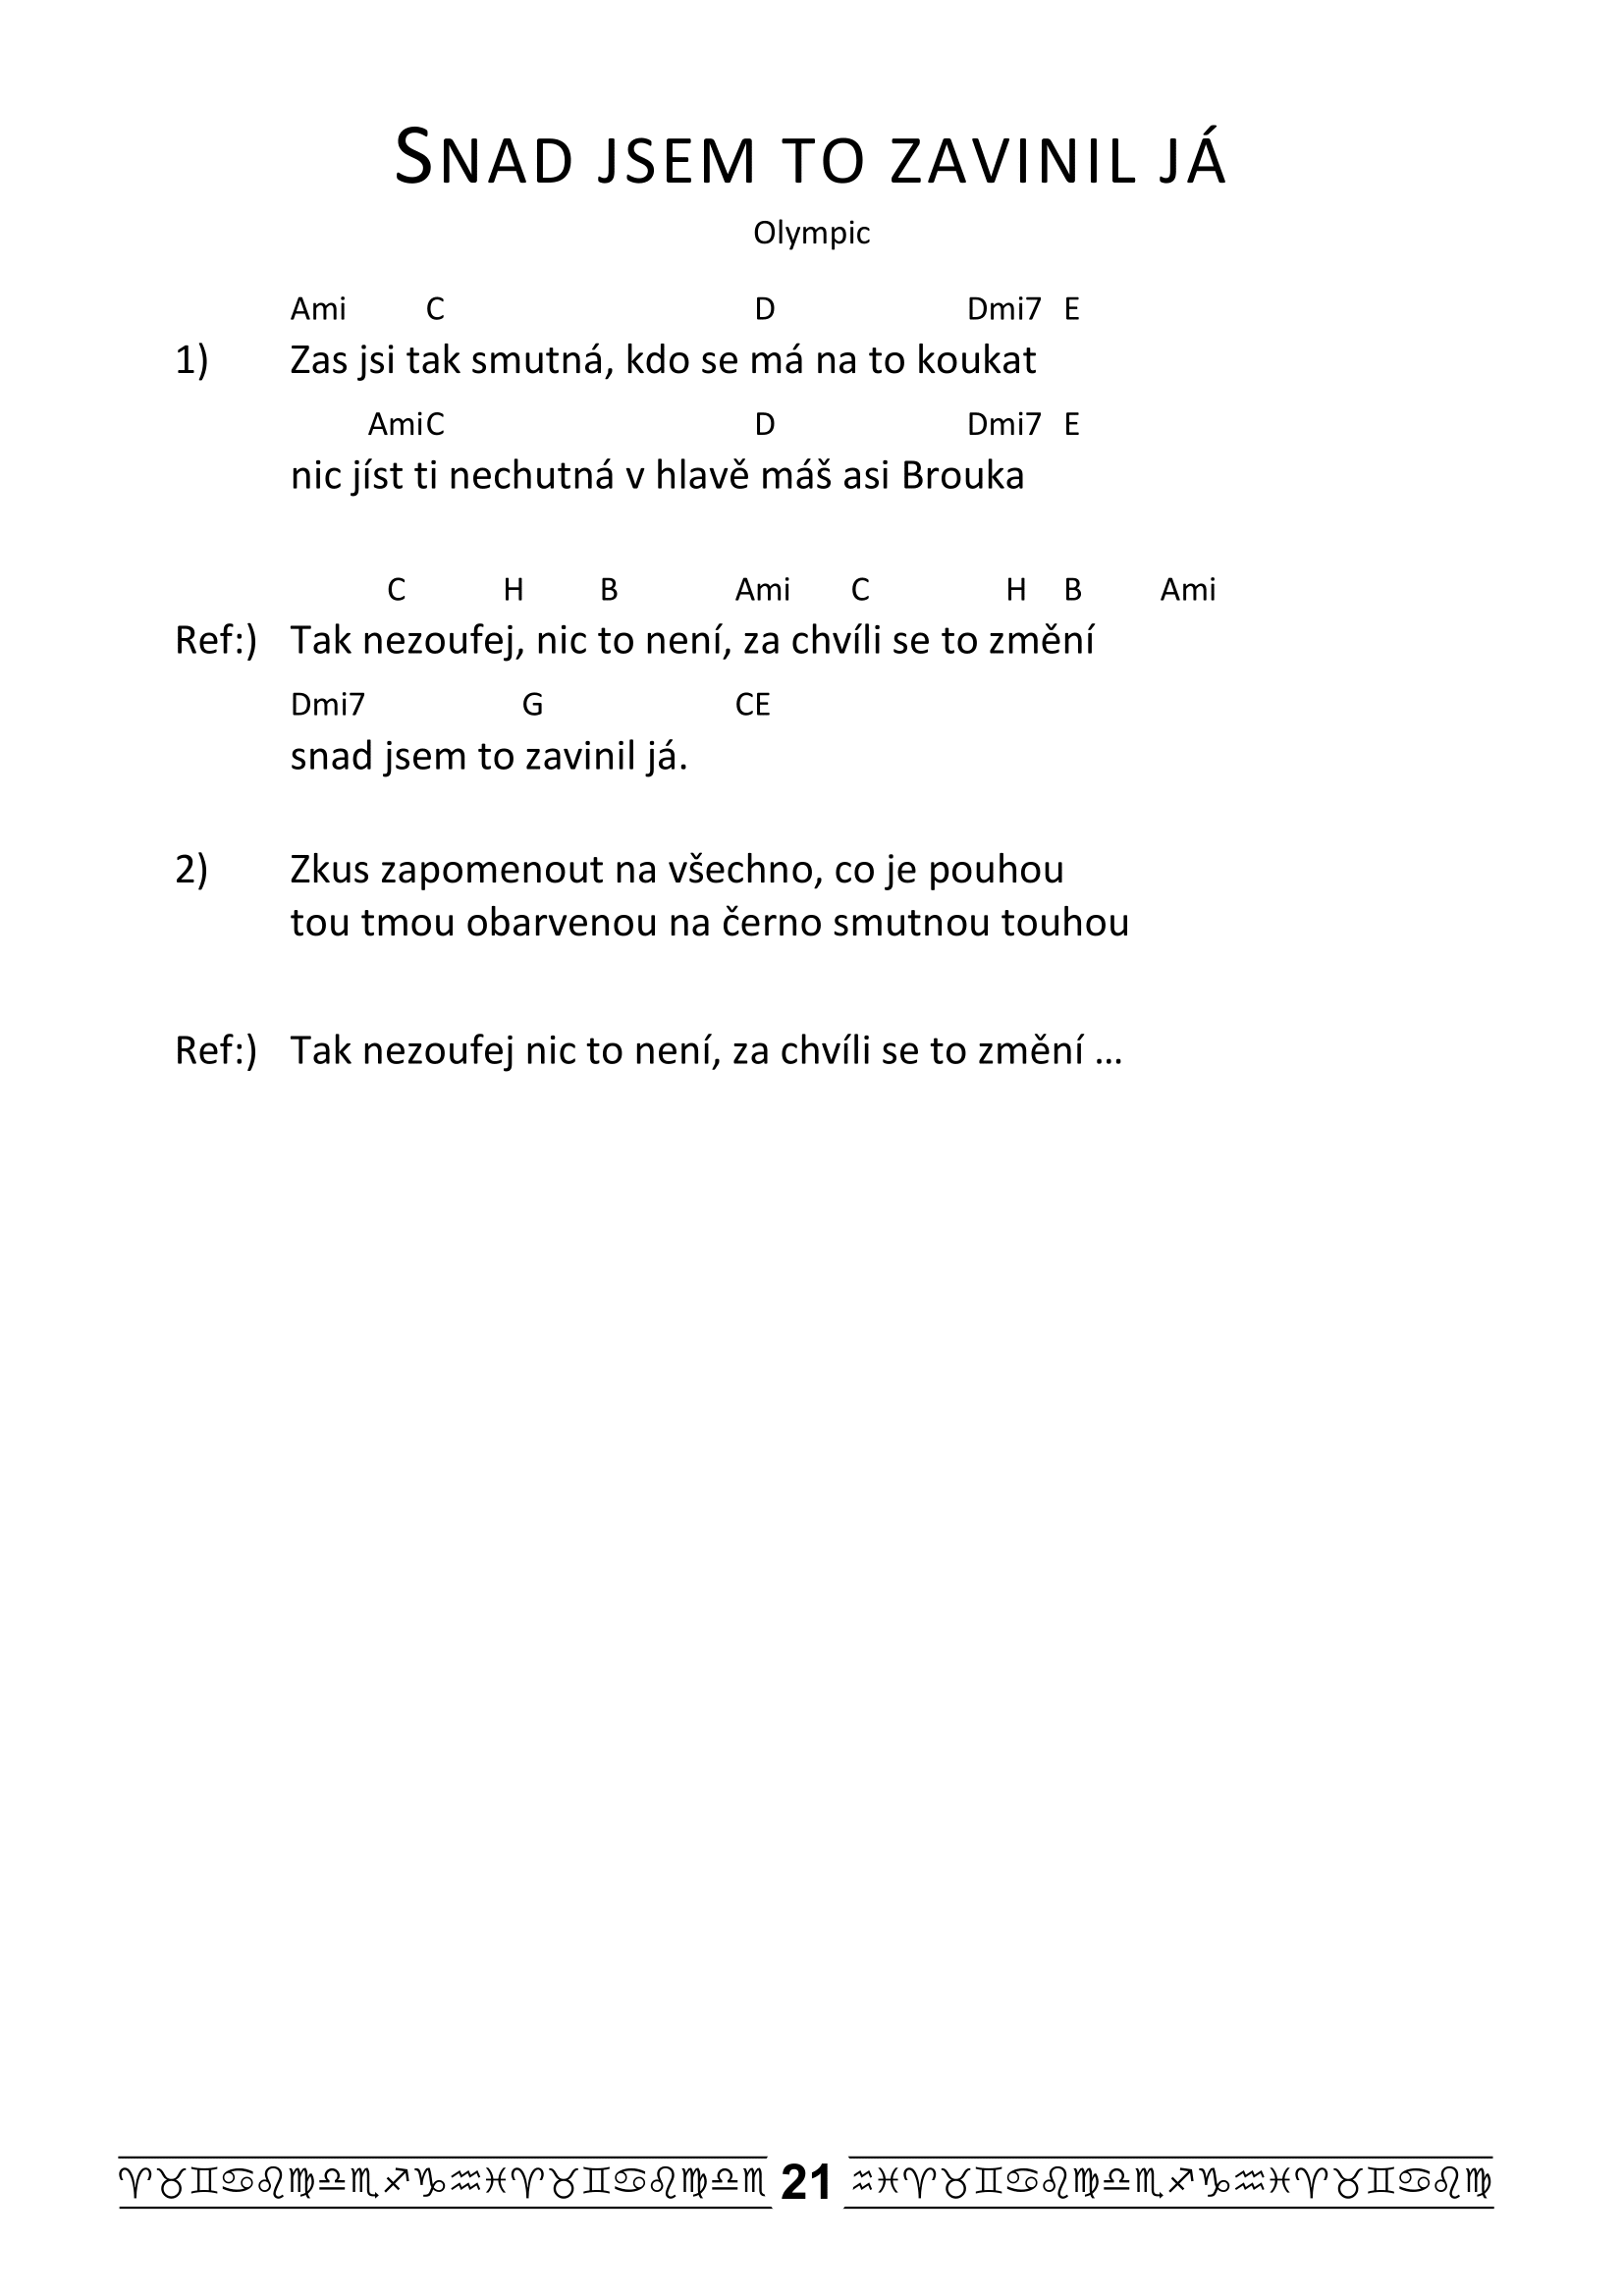 SNAD JSEM TO ZAVINIL JÁ
Olympic
Ami C D Dmi7 E
1) Zas jsi tak smutná, kdo se má na to koukat
Ami C D Dmi7 E
nic jíst ti nechutná v hlavě máš asi Brouka
C H B Ami C H B Ami
Ref:) Tak nezoufej, nic to není, za chvíli se to změní
Dmi7 G CE
snad jsem to zavinil já.
2) Zkus zapomenout na všechno, co je pouhou
tou tmou obarvenou na černo smutnou touhou
Ref:) Tak nezoufej nic to není, za chvíli se to změní ...
♈♉♊♋♌♍♎♏♐♑♒♓♈♉♊♋♌♍♎♏ 21 ♒♓♈♉♊♋♌♍♎♏♐♑♒♓♈♉♊♋♌♍